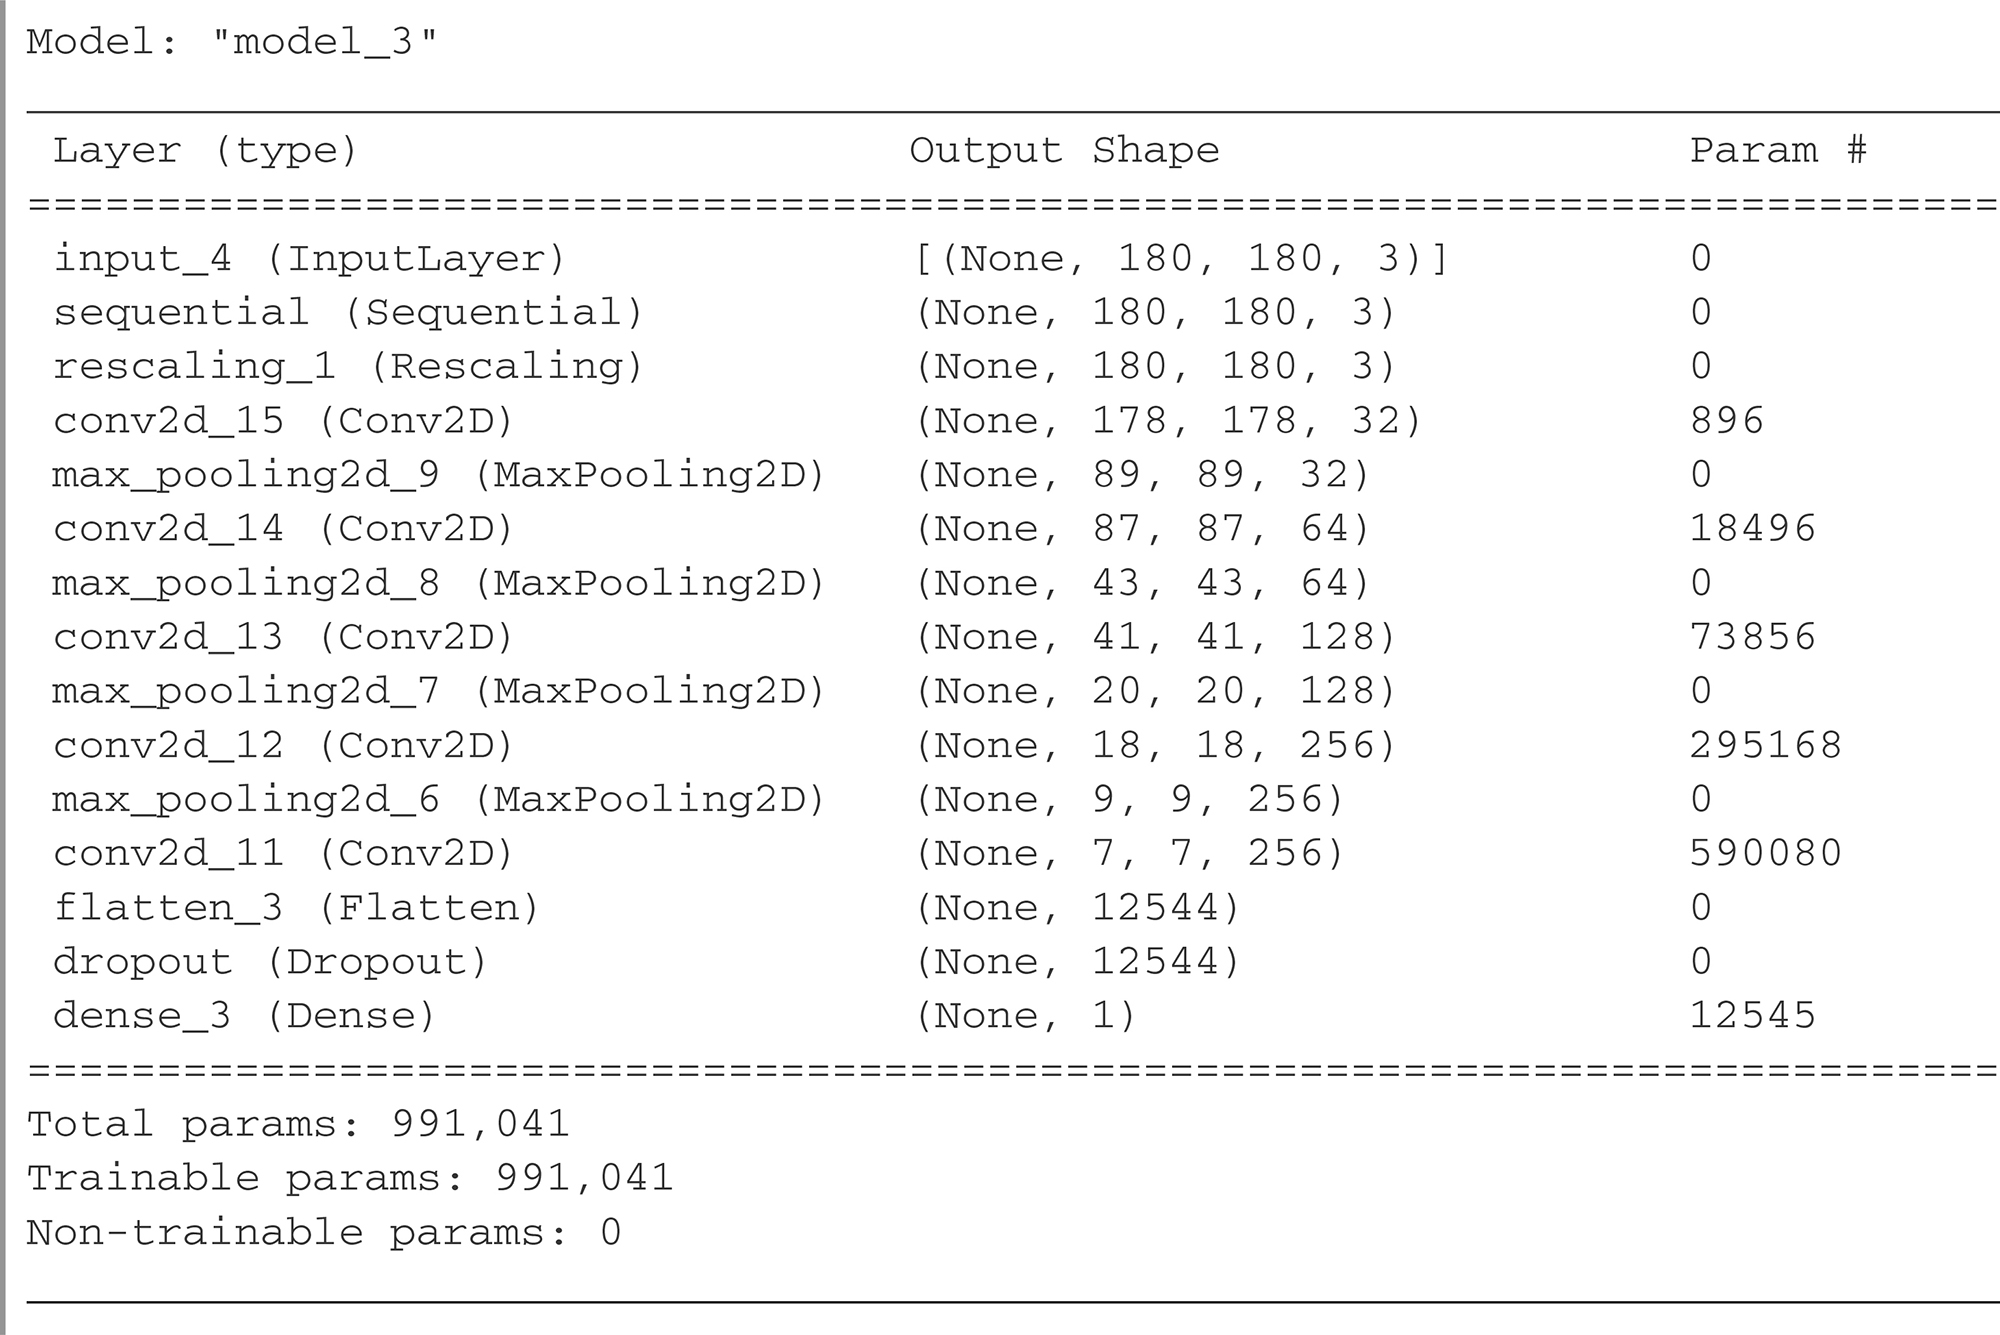 Model: "model_3"
Layer (type) Output Shape Param #
=============================================================================
input_4 (InputLayer) [(None, 180, 180, 3)] 0
sequential (Sequential) (None, 180, 180, 3) 0
rescaling_1 (Rescaling) (None, 180, 180, 3) 0
conv2d_15 (Conv2D) (None, 178, 178, 32) 896
max_pooling2d_9 (MaxPooling2D) (None, 89, 89, 32) 0
conv2d_14 (Conv2D) (None, 87, 87, 64) 18496
max_pooling2d_8 (MaxPooling2D) (None, 43, 43, 64) 0
conv2d_13 (Conv2D) (None, 41, 41, 128) 73856
max_pooling2d_7 (MaxPooling2D) (None, 20, 20, 128) 0
conv2d_12 (Conv2D) (None, 18, 18, 256) 295168
max_pooling2d_6 (MaxPooling2D) (None, 9, 9, 256) 0
conv2d_11 (Conv2D) (None, 7, 7, 256) 590080
flatten_3 (Flatten) (None, 12544) 0
dropout (Dropout) (None, 12544) 0
dense_3 (Dense) (None, 1) 12545
=============================================================================
Total params: 991,041
Trainable params: 991,041
Non-trainable params: 0